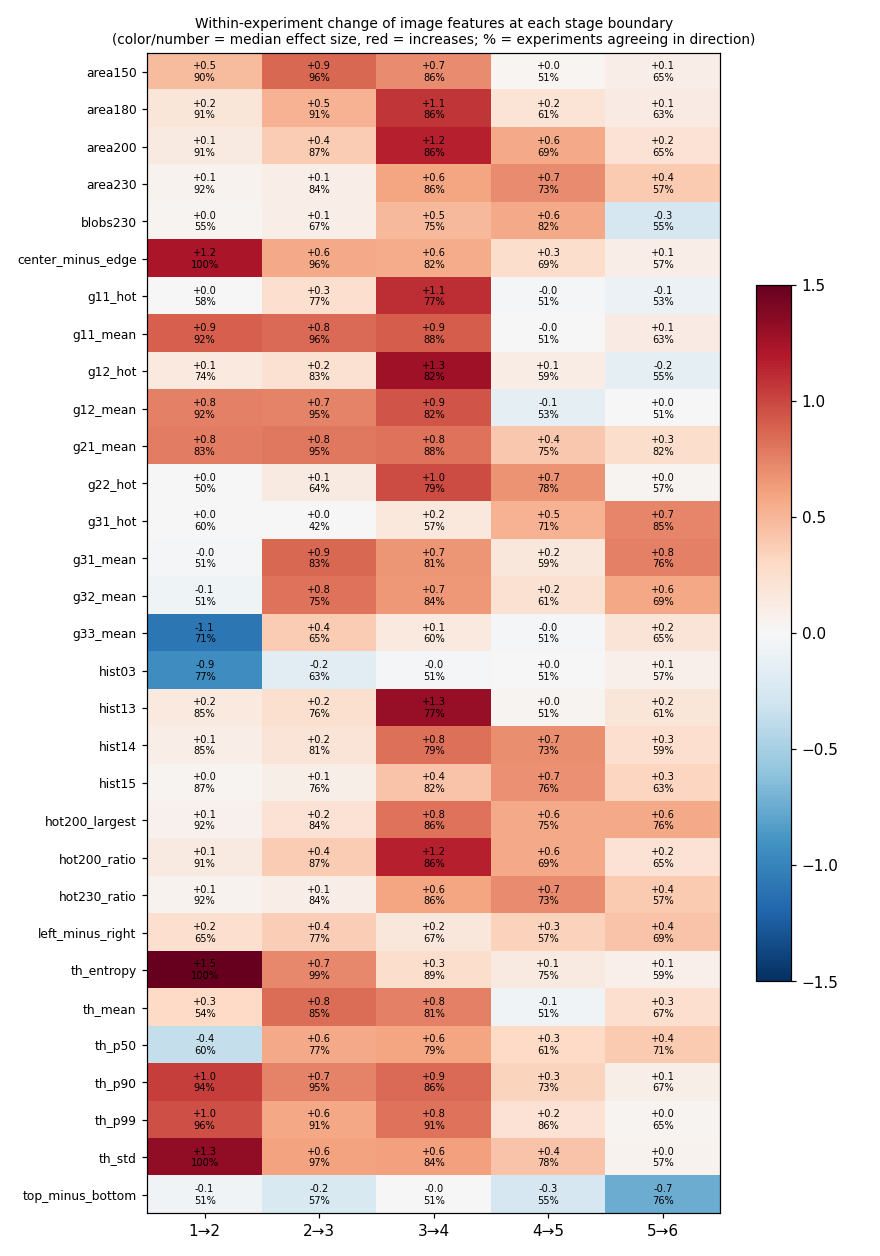 Within-experiment change of image features at each stage boundary
(color/number = median effect size, red = increases; % = experiments agreeing in direction)
area150 +0.5 +0.9 +0.7 +0.0 +0.1
90% 96% 86% 51% 65%
area180 +0.2 +0.5 +1.1 +0.2 +0.1
91% 91% 86% 61% 63%
area200 +0.1 +0.4 +1.2 +0.6 +0.2
91% 87% 86% 69% 65%
area230 +0.1 +0.1 +0.6 +0.7 +0.4
92% 84% 86% 73% 57%
blobs230 +0.0 +0.1 +0.5 +0.6 -0.3
55% 67% 75% 82% 55%
center_minus_edge +1.2 +0.6 +0.6 +0.3 +0.1
100% 96% 82% 69% 57%
g11_hot +0.0 +0.3 +1.1 -0.0 -0.1
58% 77% 77% 51% 53%
g11_mean +0.9 +0.8 +0.9 -0.0 +0.1
92% 96% 88% 51% 63%
g12_hot +0.1 +0.2 +1.3 +0.1 -0.2
74% 83% 82% 59% 55%
g12_mean +0.8 +0.7 +0.9 -0.1 +0.0
92% 95% 82% 53% 51%
g21_mean +0.8 +0.8 +0.8 +0.4 +0.3
83% 95% 88% 75% 82%
g22_hot +0.0 +0.1 +1.0 +0.7 +0.0
50% 64% 79% 78% 57%
g31_hot +0.0 +0.0 +0.2 +0.5 +0.7
60% 42% 57% 71% 85%
g31_mean -0.0 +0.9 +0.7 +0.2 +0.8
51% 83% 81% 59% 76%
g32_mean -0.1 +0.8 +0.7 +0.2 +0.6
51% 75% 84% 61% 69%
g33_mean -1.1 +0.4 +0.1 -0.0 +0.2
71% 65% 60% 51% 65%
hist03 -0.9 -0.2 -0.0 +0.0 +0.1
77% 63% 51% 51% 57%
hist13 +0.2 +0.2 +1.3 +0.0 +0.2
85% 76% 77% 51% 61%
hist14 +0.1 +0.2 +0.8 +0.7 +0.3
85% 81% 79% 73% 59%
hist15 +0.0 +0.1 +0.4 +0.7 +0.3
87% 76% 82% 76% 63%
hot200_largest +0.1 +0.2 +0.8 +0.6 +0.6
92% 84% 86% 75% 76%
hot200_ratio +0.1 +0.4 +1.2 +0.6 +0.2
91% 87% 86% 69% 65%
hot230_ratio +0.1 +0.1 +0.6 +0.7 +0.4
92% 84% 86% 73% 57%
left_minus_right +0.2 +0.4 +0.2 +0.3 +0.4
65% 77% 67% 57% 69%
th_entropy +1.5 +0.7 +0.3 +0.1 +0.1
100% 99% 89% 75% 59%
th_mean +0.3 +0.8 +0.8 -0.1 +0.3
54% 85% 81% 51% 67%
th_p50 -0.4 +0.6 +0.6 +0.3 +0.4
60% 77% 79% 61% 71%
th_p90 +1.0 +0.7 +0.9 +0.3 +0.1
94% 95% 86% 73% 67%
th_p99 +1.0 +0.6 +0.8 +0.2 +0.0
96% 91% 91% 86% 65%
th_std +1.3 +0.6 +0.6 +0.4 +0.0
100% 97% 84% 78% 57%
top_minus_bottom -0.1 -0.2 -0.0 -0.3 -0.7
51% 57% 51% 55% 76%
1→2 2→3 3→4 4→5 5→6
1.5
1.0
0.5
0.0
−0.5
−1.0
−1.5